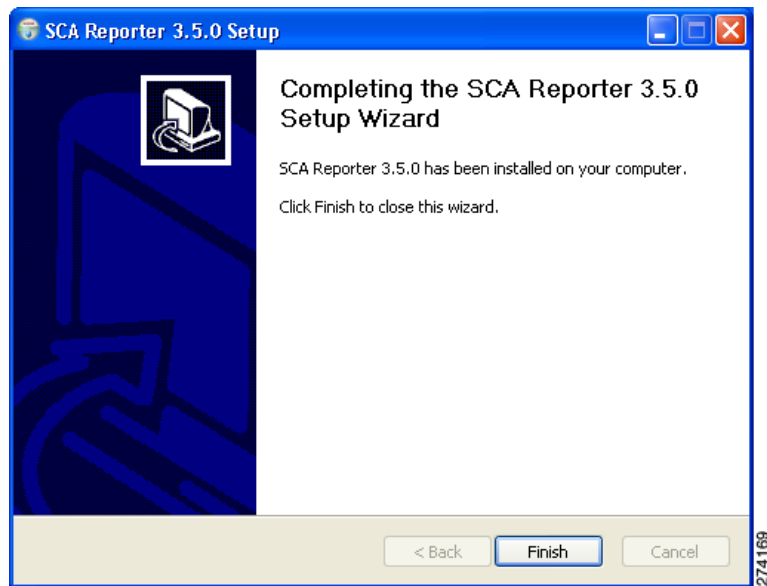 SCA Reporter 3.5.0 Setup
Completing the SCA Reporter 3.5.0
Setup Wizard
SCA Reporter 3.5.0 has been installed on your computer.
Click Finish to close this wizard.
< Back
Finish
Cancel
274169